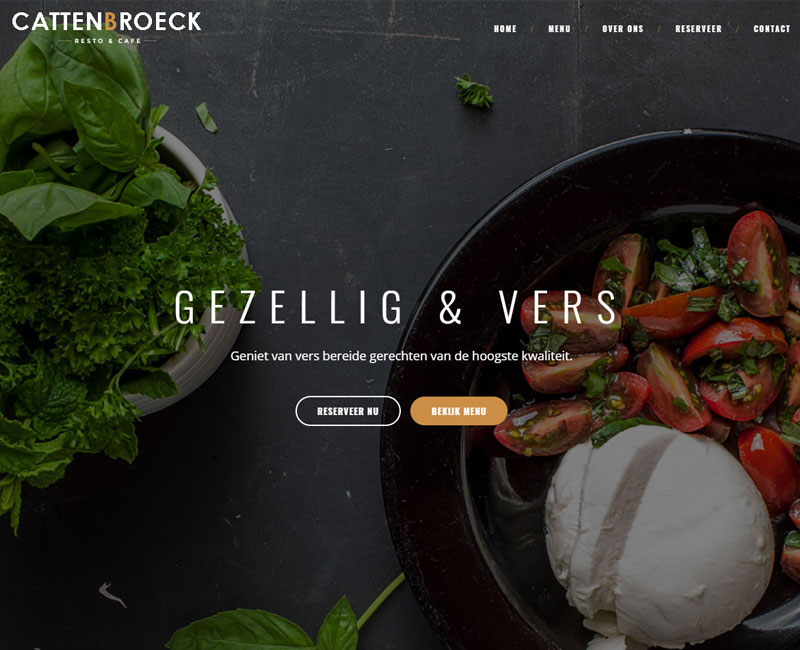 CATTENBROECK
RESTO & CAFE
HOME / MENU / OVER ONS / RESERVEER / CONTACT
GEZELLIG & VERS
Geniet van vers bereide gerechten van de hoogste kwaliteit.
RESERVEER NU
BEKIJK MENU